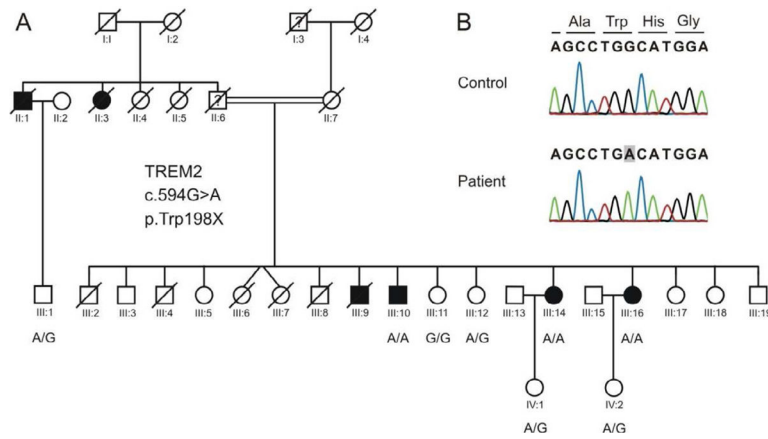 A
B
Ala Trp His Gly
AGCCTGGCATGGA
Control
AGCCTGACATGGA
Patient
I:I
I:2
I:3
?
I:4
II:1
II:2
II:3
II:4
II:5
II:6
?
II:7
TREM2
c.594G>A
p.Trp198X
III:1 III:2 III:3 III:4 III:5 III:6 III:7 III:8 III:9 III:10 III:11 III:12 III:13 III:14 III:15 III:16 III:17 III:18 III:19
A/G A/A G/G A/G A/A A/A
IV:1 IV:2
A/G A/G